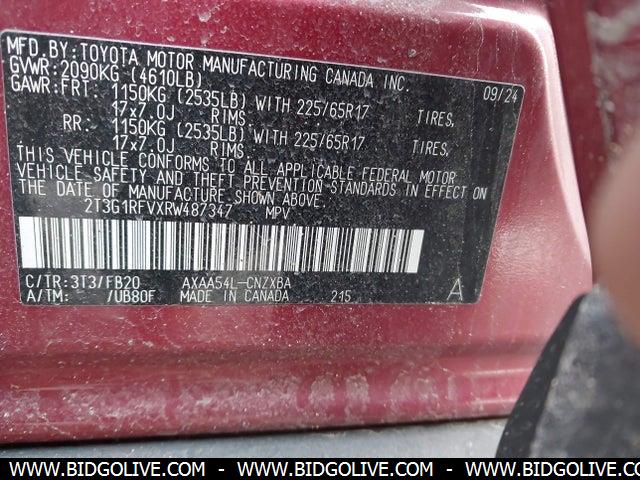 MFD.BY:TOYOTA MOTOR MANUFACTURING CANADA INC.
GVWR:2090KG (4610LB) 09/24
GAWR:FRT: 1150KG (2535LB) WITH 225/65R17 TIRES,
17x7.0J RIMS
RR: 1150KG (2535LB) WITH 225/65R17 TIRES,
17x7.0J RIMS
THIS VEHICLE CONFORMS TO ALL APPLICABLE FEDERAL MOTOR
VEHICLE SAFETY AND THEFT PREVENTION STANDARDS IN EFFECT ON
THE DATE OF MANUFACTURE SHOWN ABOVE.
2T3G1RFVXRW487347 MPV
C/TR:3T3/FB20 AXAA54L-CNZXBA
A/TM: /UB80F MADE IN CANADA 215 A
WWW.BIDGOLIVE.COM - WWW.BIDGOLIVE.COM - WWW.BIDGOLIVE.COM